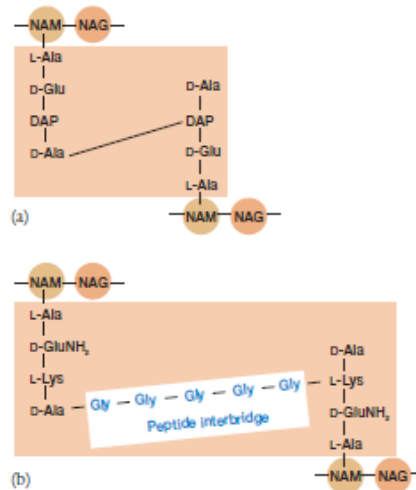 NAM NAG
L-Ala
D-Glu
DAP
D-Ala
D-Ala
DAP
D-Glu
L-Ala
NAM NAG
(a)
NAM NAG
L-Ala
D-GluNH₂
L-Lys
D-Ala
Gly — Gly — Gly — Gly — Gly
Peptide interbridge
D-Ala
L-Lys
D-GluNH₂
L-Ala
NAM NAG
(b)